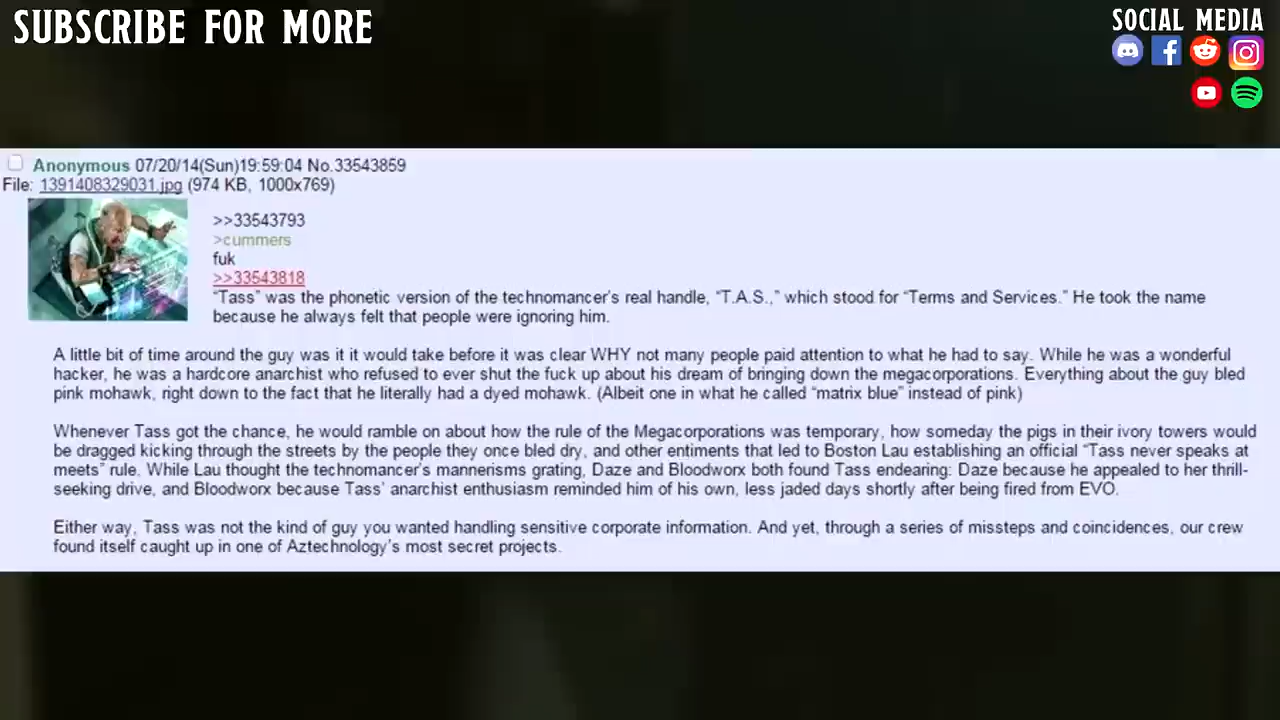 SUBSCRIBE FOR MORE
SOCIAL MEDIA
Anonymous 07/20/14(Sun)19:59:04 No.33543859
File: 1391408329031.jpg (974 KB, 1000x769)
>>33543793
>cummers
fuk
>>33543818
“Tass” was the phonetic version of the technomancer’s real handle, “T.A.S.,” which stood for “Terms and Services.” He took the name
because he always felt that people were ignoring him.
A little bit of time around the guy was it it would take before it was clear WHY not many people paid attention to what he had to say. While he was a wonderful
hacker, he was a hardcore anarchist who refused to ever shut the fuck up about his dream of bringing down the megacorporations. Everything about the guy bled
pink mohawk, right down to the fact that he literally had a dyed mohawk. (Albeit one in what he called “matrix blue” instead of pink)
Whenever Tass got the chance, he would ramble on about how the rule of the Megacorporations was temporary, how someday the pigs in their ivory towers would
be dragged kicking through the streets by the people they once bled dry, and other entiments that led to Boston Lau establishing an official “Tass never speaks at
meets” rule. While Lau thought the technomancer’s mannerisms grating, Daze and Bloodworx both found Tass endearing: Daze because he appealed to her thrill-
seeking drive, and Bloodworx because Tass’ anarchist enthusiasm reminded him of his own, less jaded days shortly after being fired from EVO.
Either way, Tass was not the kind of guy you wanted handling sensitive corporate information. And yet, through a series of missteps and coincidences, our crew
found itself caught up in one of Aztechnology’s most secret projects.